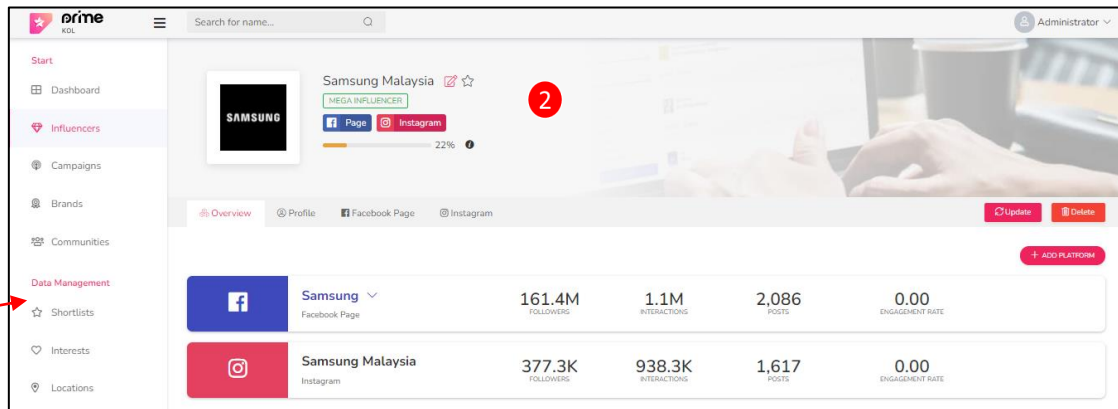 prime
KOL
Search for name...
Administrator
Start
Dashboard
Influencers
Campaigns
Brands
Communities
Data Management
Shortlists
Interests
Locations
SAMSUNG
Samsung Malaysia
MEGA INFLUENCER
Page
Instagram
22%
2
Overview
Profile
Facebook Page
Instagram
Update
Delete
+ ADD PLATFORM
Samsung
Facebook Page
161.4M
FOLLOWERS
1.1M
INTERACTIONS
2,086
POSTS
0.00
ENGAGEMENT RATE
Samsung Malaysia
Instagram
377.3K
FOLLOWERS
938.3K
INTERACTIONS
1,617
POSTS
0.00
ENGAGEMENT RATE